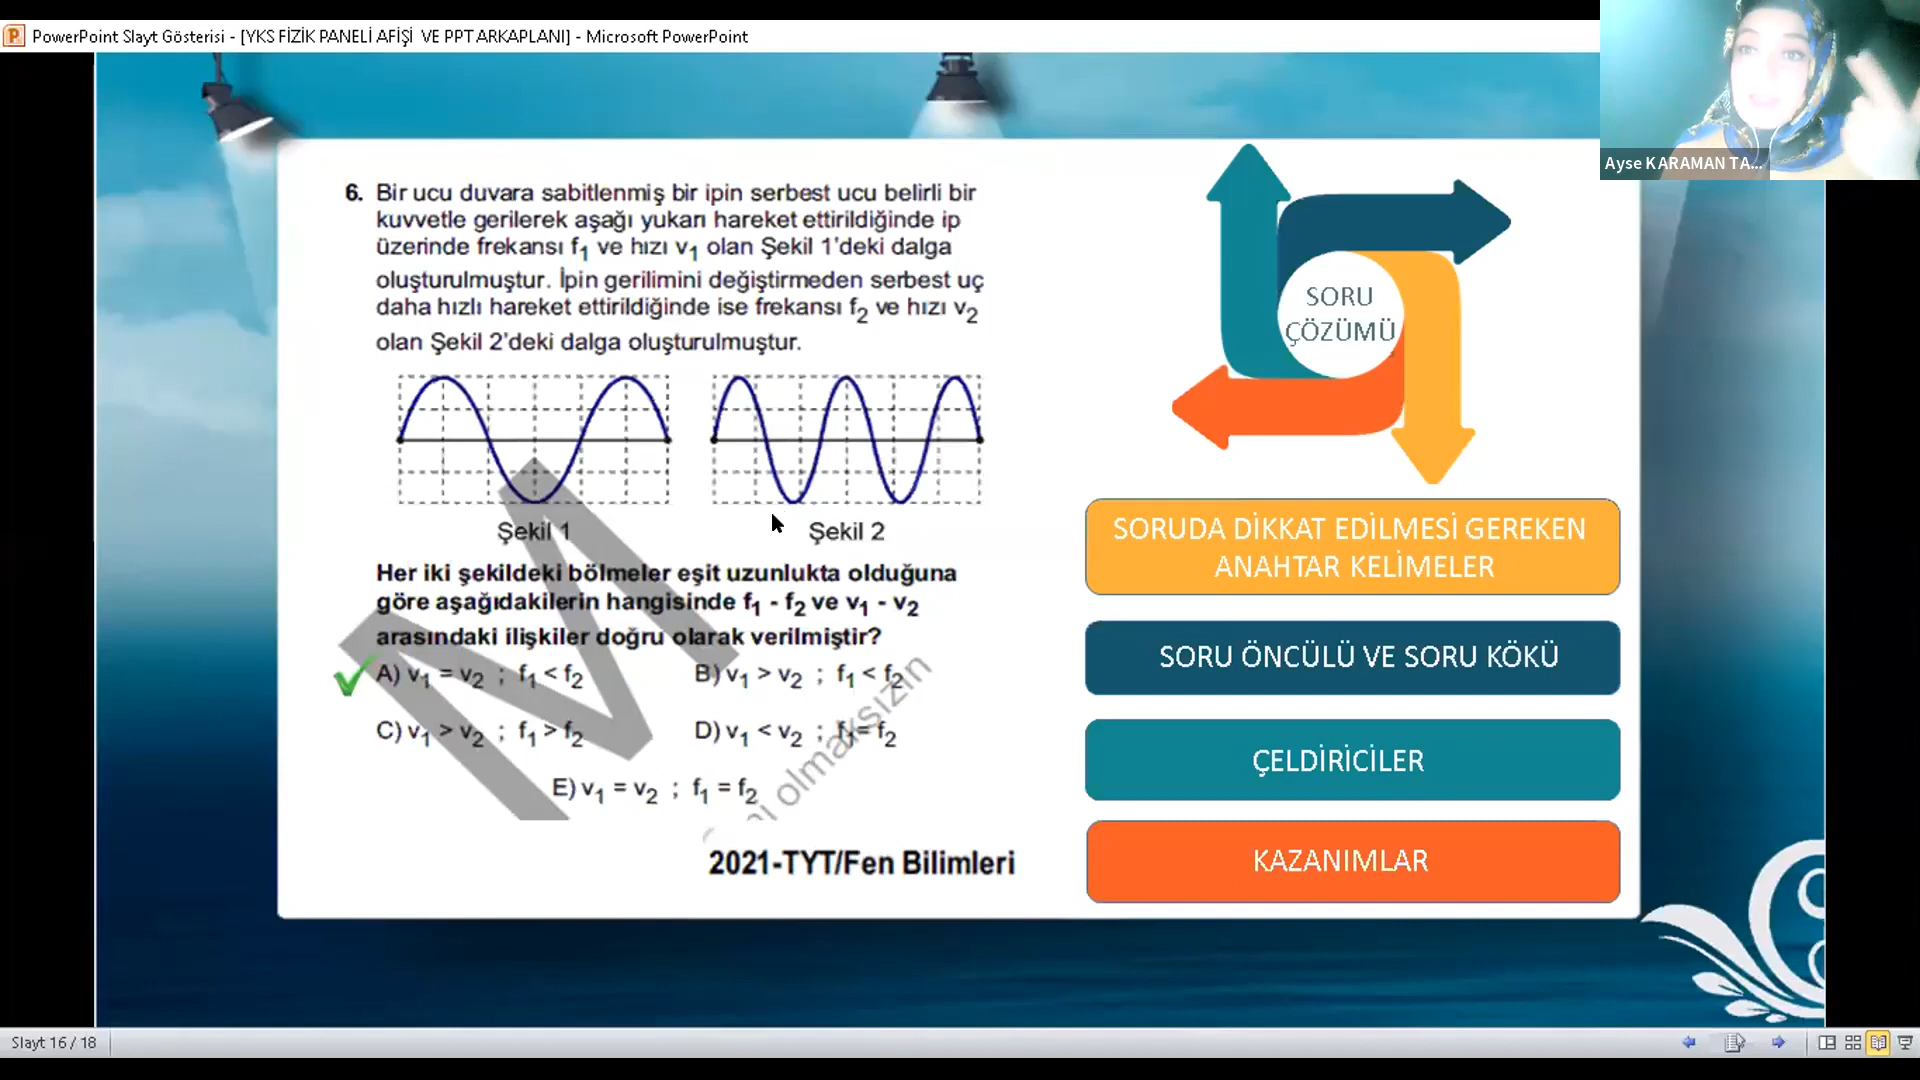 PowerPoint Slayt Gösterisi - [YKS FİZİK PANELİ AFİŞİ VE PPT ARKAPLANI] - Microsoft PowerPoint
Ayse KARAMAN TA...
6. Bir ucu duvara sabitlenmiş bir ipin serbest ucu belirli bir
kuvvetle gerilerek aşağı yukarı hareket ettirildiğinde ip
üzerinde frekansı f₁ ve hızı v₁ olan Şekil 1'deki dalga
oluşturulmuştur. İpin gerilimini değiştirmeden serbest uç
daha hızlı hareket ettirildiğinde ise frekansı f₂ ve hızı v₂
olan Şekil 2'deki dalga oluşturulmuştur.
Şekil 1
Şekil 2
Her iki şekildeki bölmeler eşit uzunlukta olduğuna
göre aşağıdakilerin hangisinde f₁ - f₂ ve v₁ - v₂
arasındaki ilişkiler doğru olarak verilmiştir?
A) v₁ = v₂ ; f₁ < f₂
B) v₁ > v₂ ; f₁ < f₂
C) v₁ > v₂ ; f₁ > f₂
D) v₁ < v₂ ; f₁ = f₂
E) v₁ = v₂ ; f₁ = f₂
olmaksızın
2021-TYT/Fen Bilimleri
SORU
ÇÖZÜMÜ
SORUDA DİKKAT EDİLMESİ GEREKEN
ANAHTAR KELİMELER
SORU ÖNCÜLÜ VE SORU KÖKÜ
ÇELDİRİCİLER
KAZANIMLAR
Slayt 16 / 18